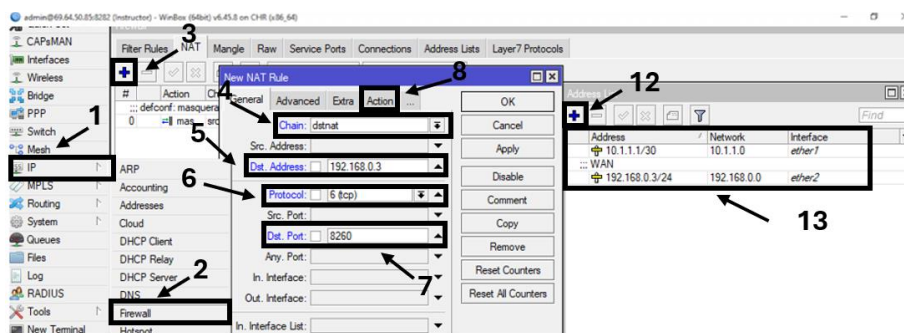 admin@69.64.50.85:8282 (Instructor) - WinBox (64bit) v6.45.8 on CHR (x86_64)
CAPsMAN
Interfaces
Wireless
Bridge
PPP
Switch
Mesh
IP
MPLS
Routing
System
Queues
Files
Log
RADIUS
Tools
New Terminal
1
ARP
Accounting
Addresses
Cloud
DHCP Client
DHCP Relay
DHCP Server
DNS
Firewall
Hotspot
2
3
Filter Rules NAT Mangle Raw Service Ports Connections Address Lists Layer7 Protocols
# Action Ch
::: defconf: masquera
0 mas... src
New NAT Rule
General Advanced Extra Action ...
8
4
Chain: dstnat
Src. Address:
5
Dst. Address: 192.168.0.3
6
Protocol: 6 (tcp)
Src. Port:
Dst. Port: 8260
7
Any. Port:
In. Interface:
Out. Interface:
In. Interface List:
OK
Cancel
Apply
Disable
Comment
Copy
Remove
Reset Counters
Reset All Counters
Address List
12
Find
Address / Network Interface
10.1.1.1/30 10.1.1.0 ether1
::: WAN
192.168.0.3/24 192.168.0.0 ether2
13